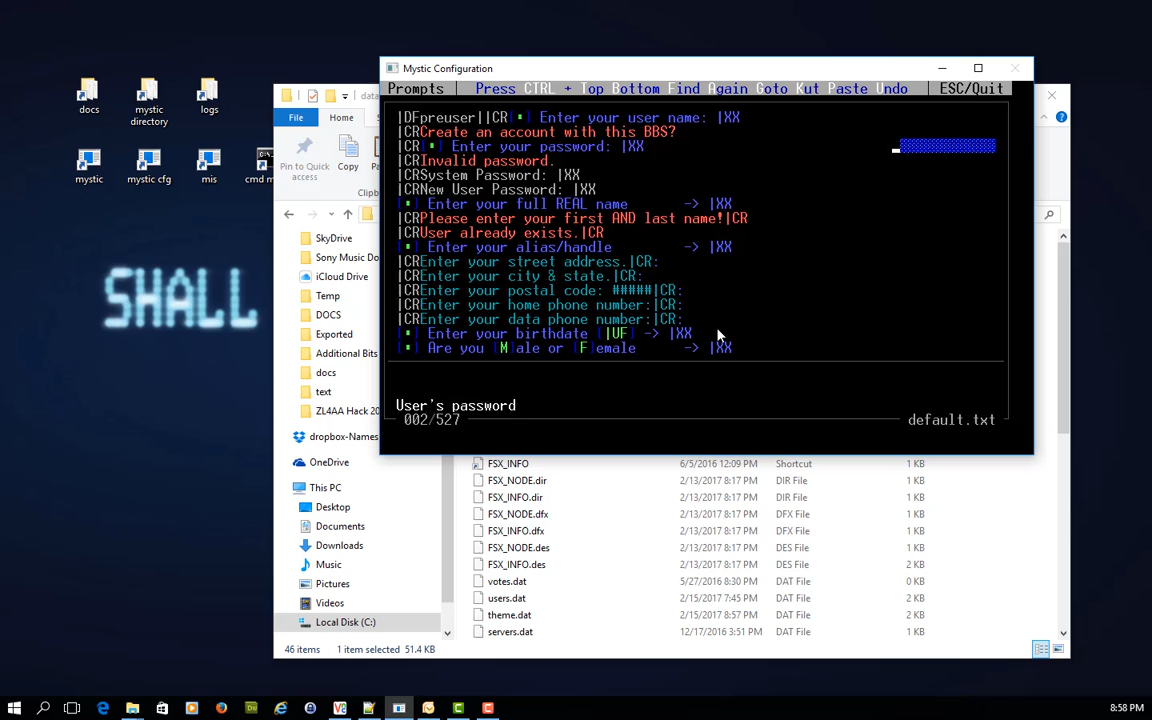 docs
mystic directory
logs
mystic
mystic cfg
mis
cmd m
data
File
Home
Pin to Quick access
Copy
Clipb
SkyDrive
Sony Music Do
iCloud Drive
Temp
DOCS
Exported
Additional Bits
docs
text
ZL4AA Hack 20
dropbox-Names
OneDrive
This PC
Desktop
Documents
Downloads
Music
Pictures
Videos
Local Disk (C:)
46 items 1 item selected 51.4 KB
Mystic Configuration
Prompts Press CTRL + Top Bottom Find Again Goto Kut Paste Undo ESC/Quit
|DFpreuser||CR[·] Enter your user name: |XX
|CRCreate an account with this BBS?
|CR[·] Enter your password: |XX
|CRInvalid password.
|CRSystem Password: |XX
|CRNew User Password: |XX
[·] Enter your full REAL name -> |XX
|CRPlease enter your first AND last name!|CR
|CRUser already exists.|CR
[·] Enter your alias/handle -> |XX
|CREnter your street address.|CR:
|CREnter your city & state.|CR:
|CREnter your postal code: #####|CR:
|CREnter your home phone number:|CR:
|CREnter your data phone number:|CR:
[·] Enter your birthdate [|UF] -> |XX
[·] Are you [M]ale or [F]emale -> |XX
User's password
002/527 default.txt
FSX_INFO 6/5/2016 12:09 PM Shortcut 1 KB
FSX_NODE.dir 2/13/2017 8:17 PM DIR File 1 KB
FSX_INFO.dir 2/13/2017 8:17 PM DIR File 1 KB
FSX_NODE.dfx 2/13/2017 8:17 PM DFX File 1 KB
FSX_INFO.dfx 2/13/2017 8:17 PM DFX File 1 KB
FSX_NODE.des 2/13/2017 8:17 PM DES File 1 KB
FSX_INFO.des 2/13/2017 8:17 PM DES File 1 KB
votes.dat 5/27/2016 8:30 PM DAT File 0 KB
users.dat 2/15/2017 7:45 PM DAT File 2 KB
theme.dat 2/15/2017 8:57 PM DAT File 2 KB
servers.dat 12/17/2016 3:51 PM DAT File 1 KB
SHALL
8:58 PM